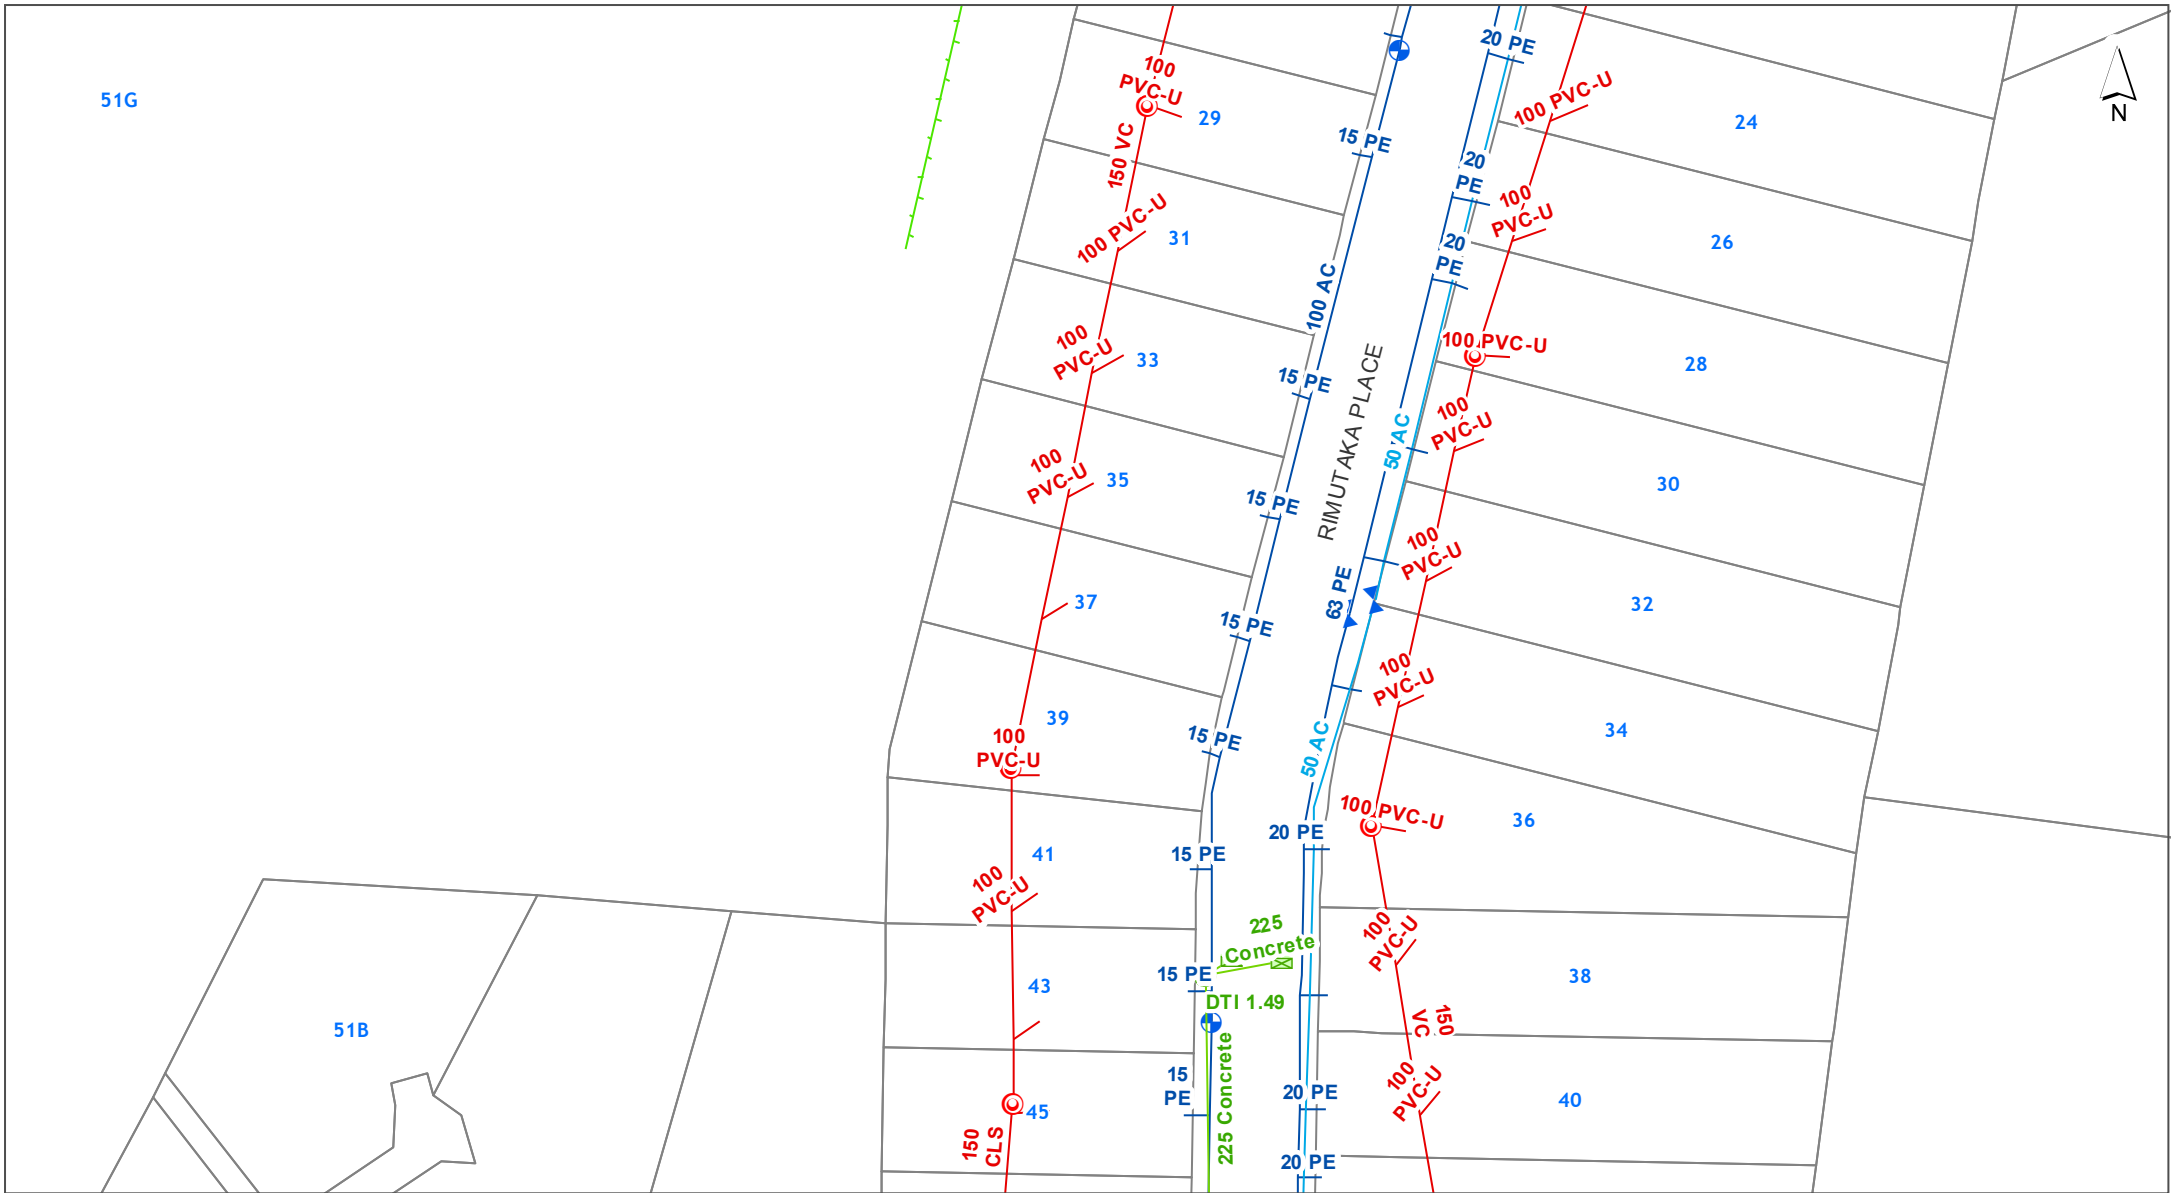 20 PE
100
PVC-U
51G
100 PVC-U
N
29
24
15 PE
150 VC
20
PE
100 PVC-U
100
PVC-U
31
26
20
PE
100 AC
100
PVC-U
33
100 PVC-U
28
15 PE
RIMUTAKA PLACE
50 AC
100
PVC-U
100
PVC-U
35
30
15 PE
100
PVC-U
63 PE
37
32
15 PE
100
PVC-U
39
34
100
PVC-U
15 PE
50 AC
100 PVC-U
36
20 PE
41
15 PE
100
PVC-U
225
Concrete
100
PVC-U
15 PE
38
43
DTI 1.49
150
VC
51B
15
PE
225 Concrete
20 PE
100
PVC-U
40
45
150
CLS
20 PE